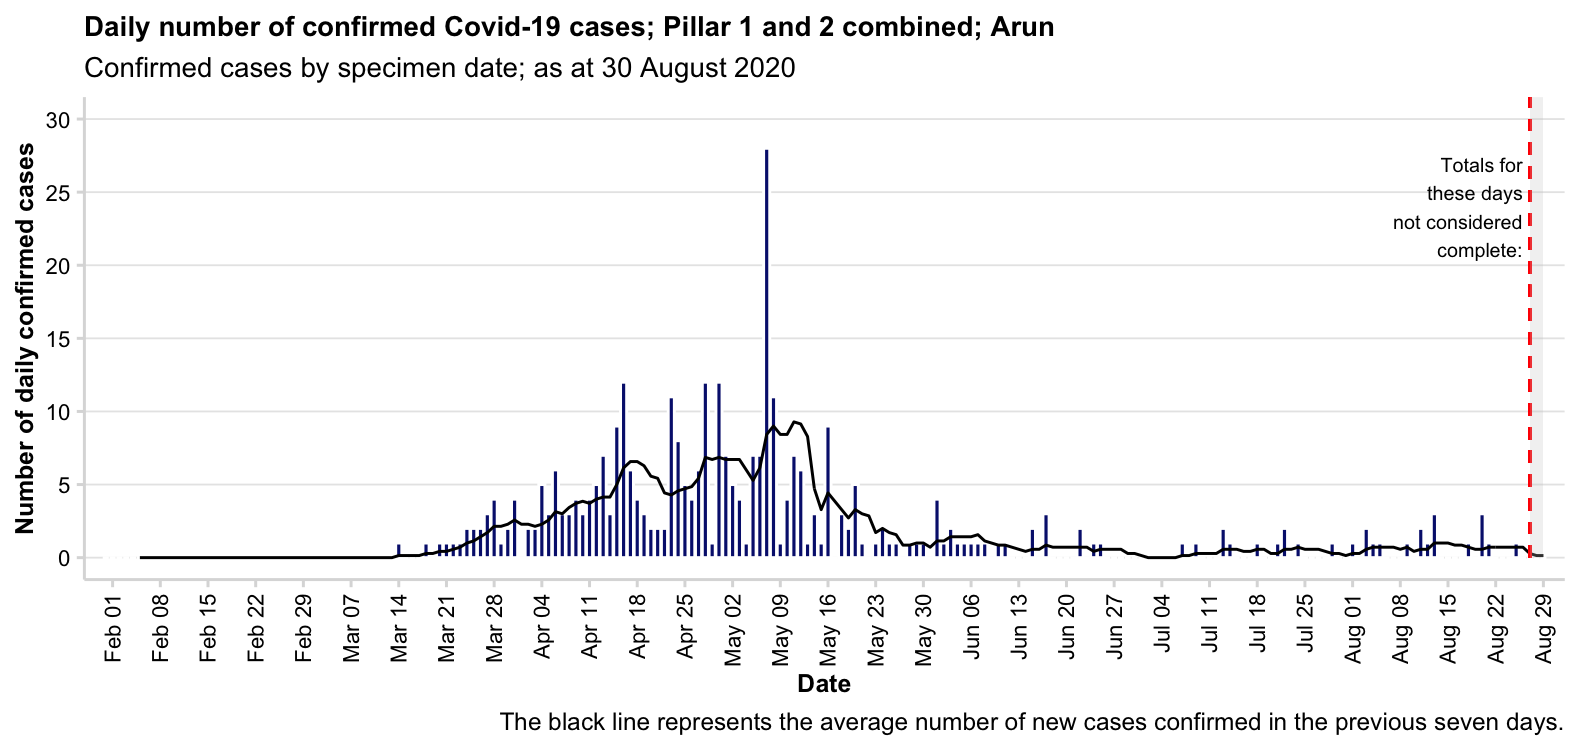 Daily number of confirmed Covid-19 cases; Pillar 1 and 2 combined; Arun
Confirmed cases by specimen date; as at 30 August 2020
Number of daily confirmed cases
30
25
20
15
10
5
0
Totals for
these days
not considered
complete:
Feb 01
Feb 08
Feb 15
Feb 22
Feb 29
Mar 07
Mar 14
Mar 21
Mar 28
Apr 04
Apr 11
Apr 18
Apr 25
May 02
May 09
May 16
May 23
May 30
Jun 06
Jun 13
Jun 20
Jun 27
Jul 04
Jul 11
Jul 18
Jul 25
Aug 01
Aug 08
Aug 15
Aug 22
Aug 29
Date
The black line represents the average number of new cases confirmed in the previous seven days.